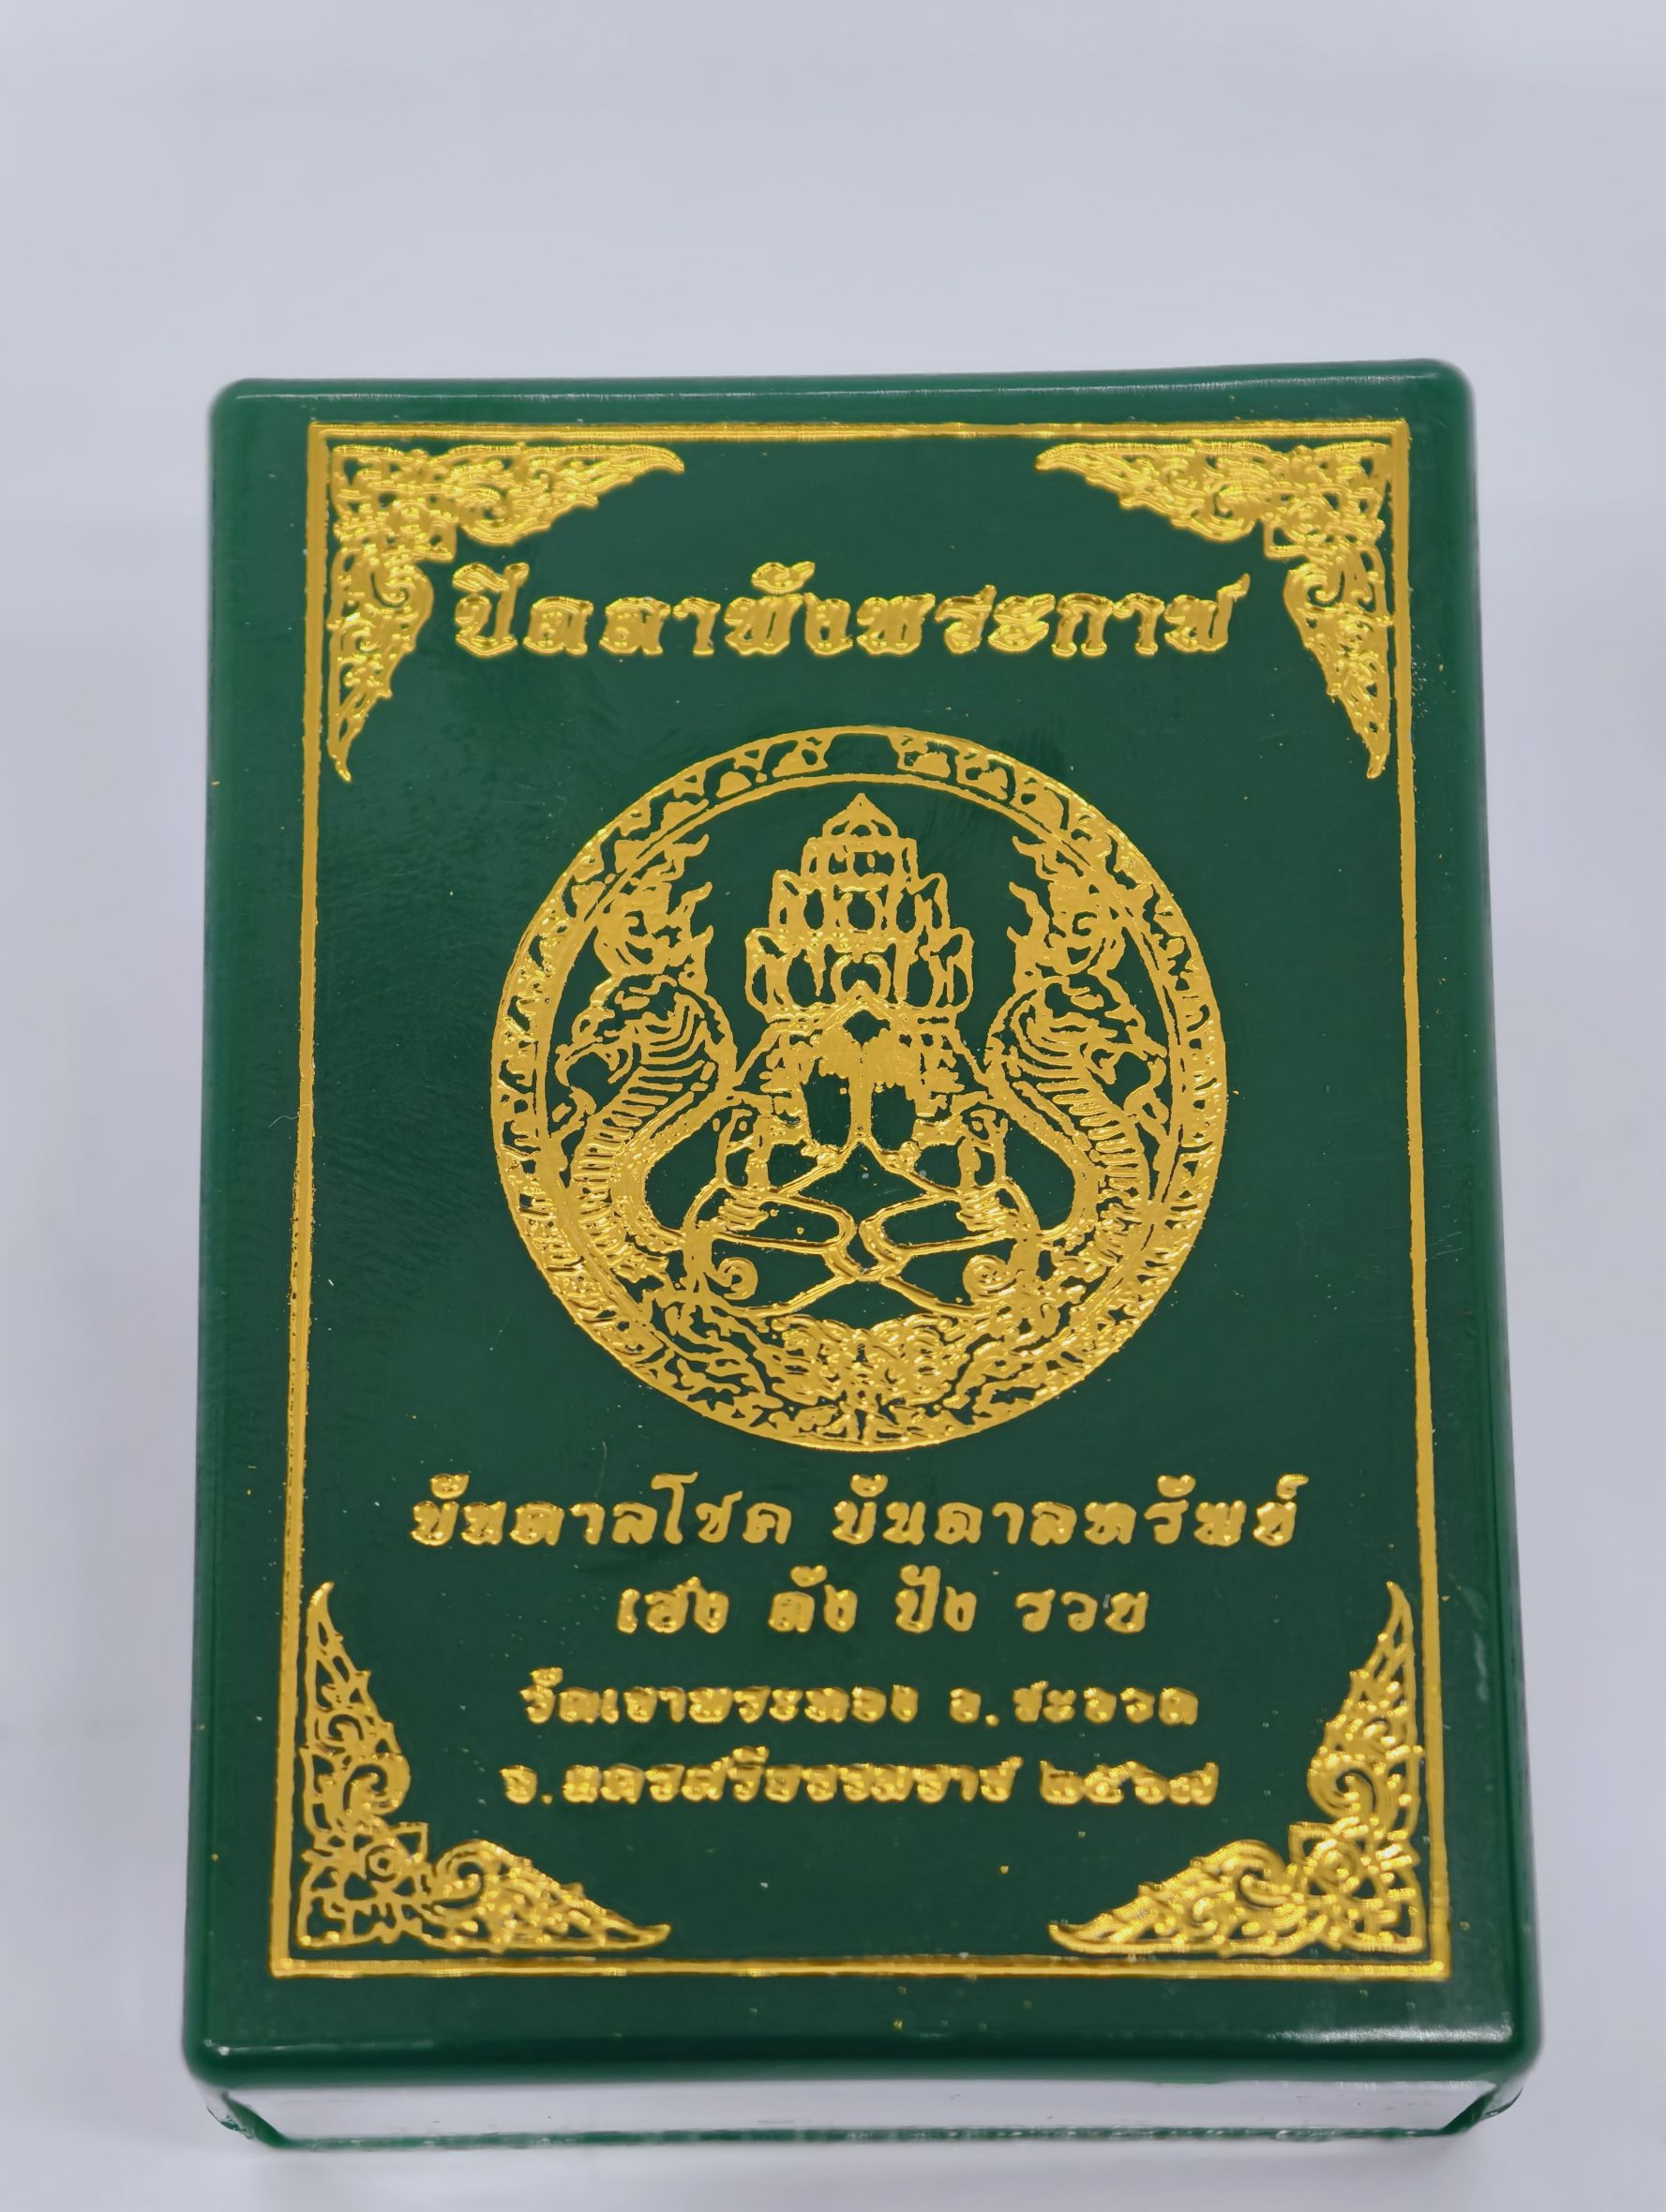 ปิดตาพังพระกาฬ
บันดาลโชค บันดาลทรัพย์
เฮง ดัง ปัง รวย
วัดเขาพระทอง อ.ชะอวด
จ.นครศรีธรรมราช ๒๕๖๗